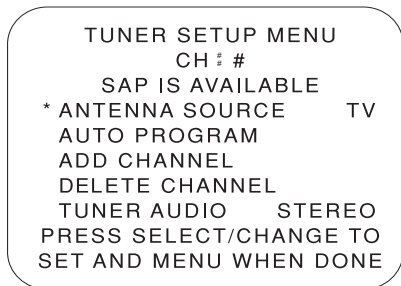 TUNER SETUP MENU
CH # #
SAP IS AVAILABLE
* ANTENNA SOURCE TV
AUTO PROGRAM
ADD CHANNEL
DELETE CHANNEL
TUNER AUDIO STEREO
PRESS SELECT/CHANGE TO
SET AND MENU WHEN DONE